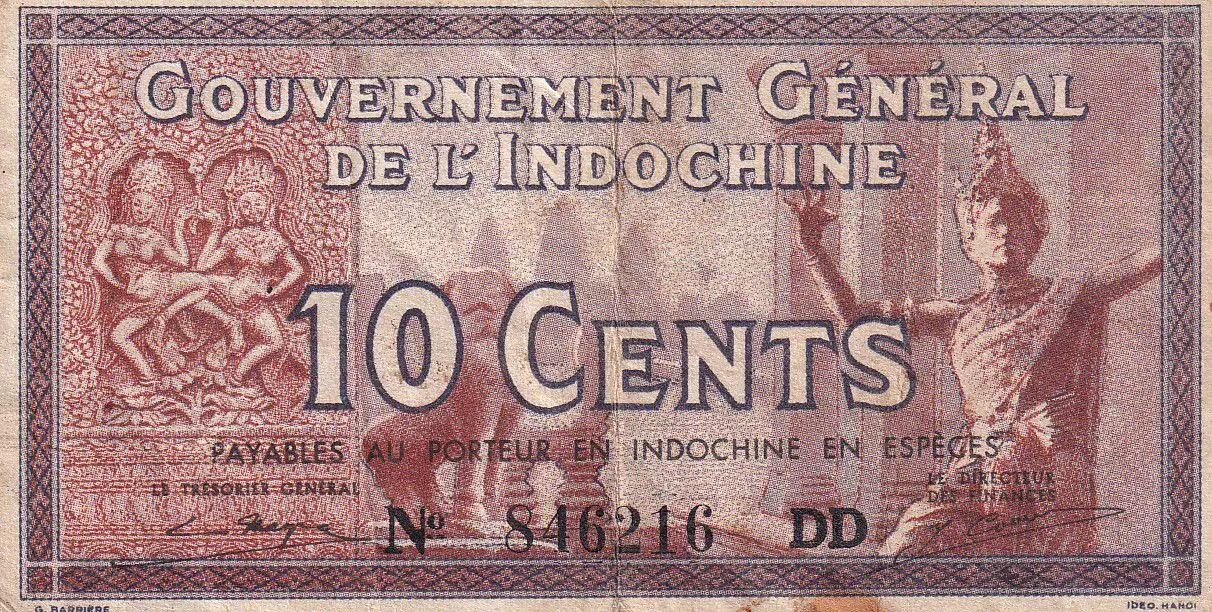 GOUVERNEMENT GÉNÉRAL
DE L'INDOCHINE
10 CENTS
PAYABLES AU PORTEUR EN INDOCHINE EN ESPÈCES
LE TRÉSORIER GÉNÉRAL
LE DIRECTEUR
DES FINANCES
No 846216 DD
G. BARRIÈRE
IDEO. HANOI